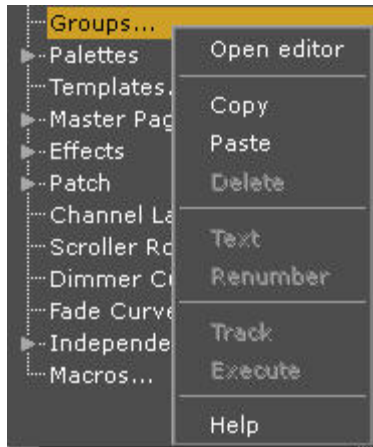 Groups...
Palettes
Templates.
Master Pag
Effects
Patch
Channel La
Scroller Ro
Dimmer Cu
Fade Curve
Independe
Macros...
Open editor
Copy
Paste
Delete
Text
Renumber
Track
Execute
Help